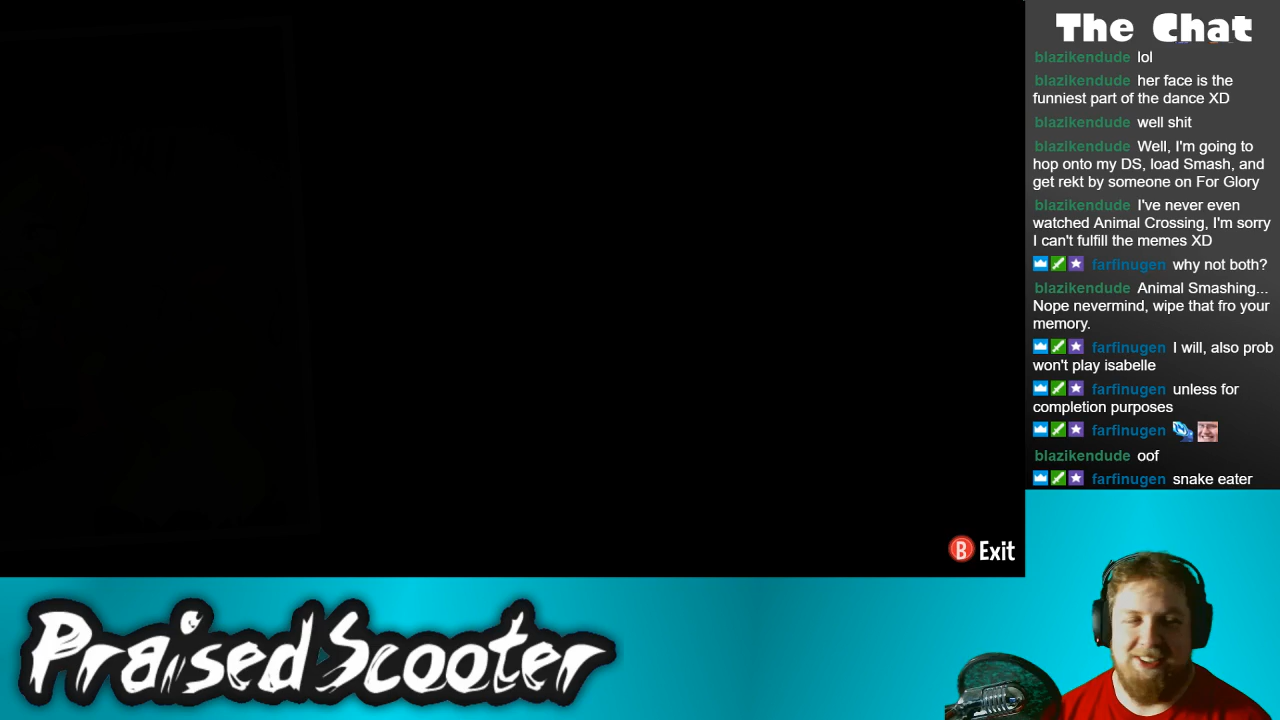 The Chat
blazikendude lol
blazikendude her face is the
funniest part of the dance XD
blazikendude well shit
blazikendude Well, I'm going to
hop onto my DS, load Smash, and
get rekt by someone on For Glory
blazikendude I've never even
watched Animal Crossing, I'm sorry
I can't fulfill the memes XD
farfinugen why not both?
blazikendude Animal Smashing...
Nope nevermind, wipe that fro your
memory.
farfinugen I will, also prob
won't play isabelle
farfinugen unless for
completion purposes
farfinugen
blazikendude oof
farfinugen snake eater
B Exit
PraisedScooter